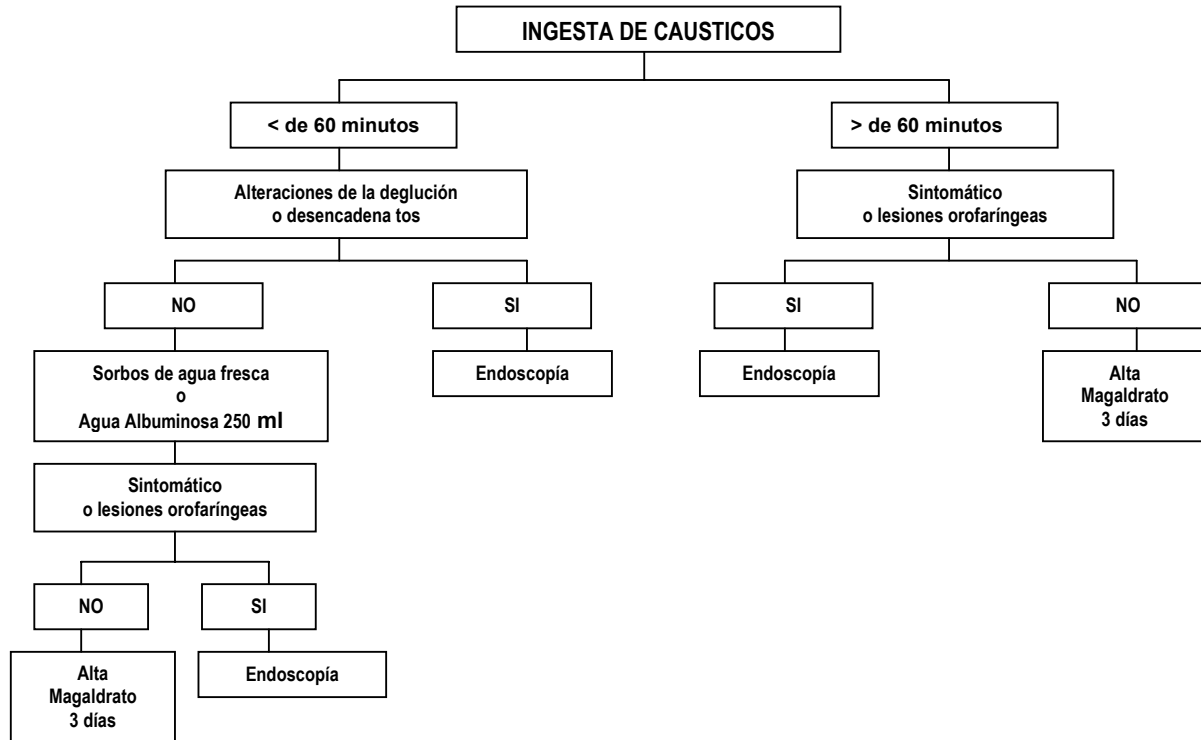 INGESTA DE CAUSTICOS
< de 60 minutos
> de 60 minutos
Alteraciones de la deglución
o desencadena tos
Sintomático
o lesiones orofaríngeas
NO
SI
SI
NO
Sorbos de agua fresca
o
Agua Albuminosa 250 ml
Endoscopía
Endoscopía
Alta
Magaldrato
3 días
Sintomático
o lesiones orofaríngeas
NO
SI
Alta
Magaldrato
3 días
Endoscopía